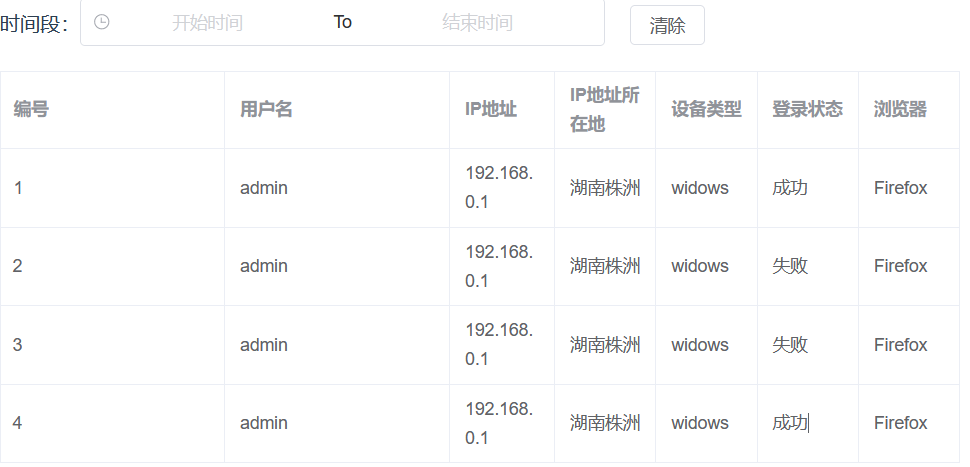 时间段： 开始时间 To 结束时间 清除
编号 用户名 IP地址 IP地址所 设备类型 登录状态 浏览器
在地
1 admin 192.168. 湖南株洲 widows 成功 Firefox
0.1
2 admin 192.168. 湖南株洲 widows 失败 Firefox
0.1
3 admin 192.168. 湖南株洲 widows 失败 Firefox
0.1
4 admin 192.168. 湖南株洲 widows 成功 Firefox
0.1